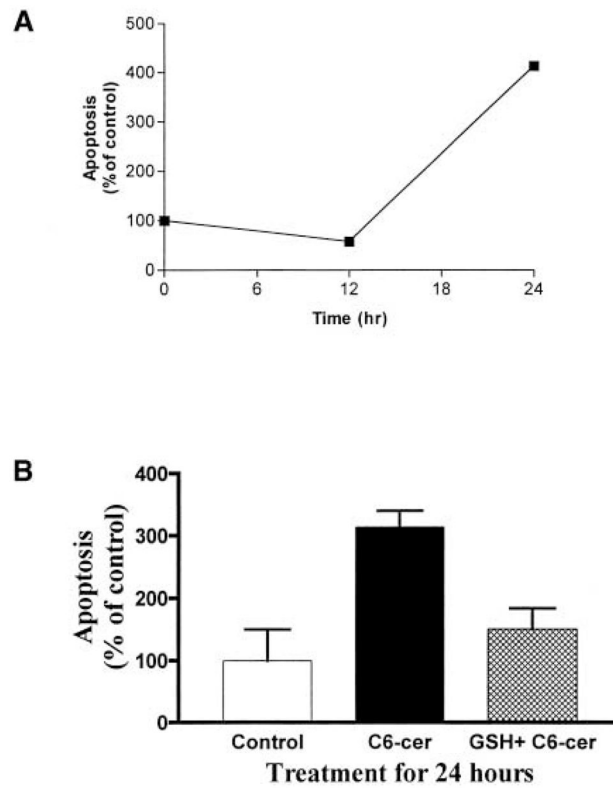 A
500
400
300
200
100
0
Apoptosis
(% of control)
0 6 12 18 24
Time (hr)
B
400
300
200
100
0
Apoptosis
(% of control)
Control C6-cer GSH+ C6-cer
Treatment for 24 hours